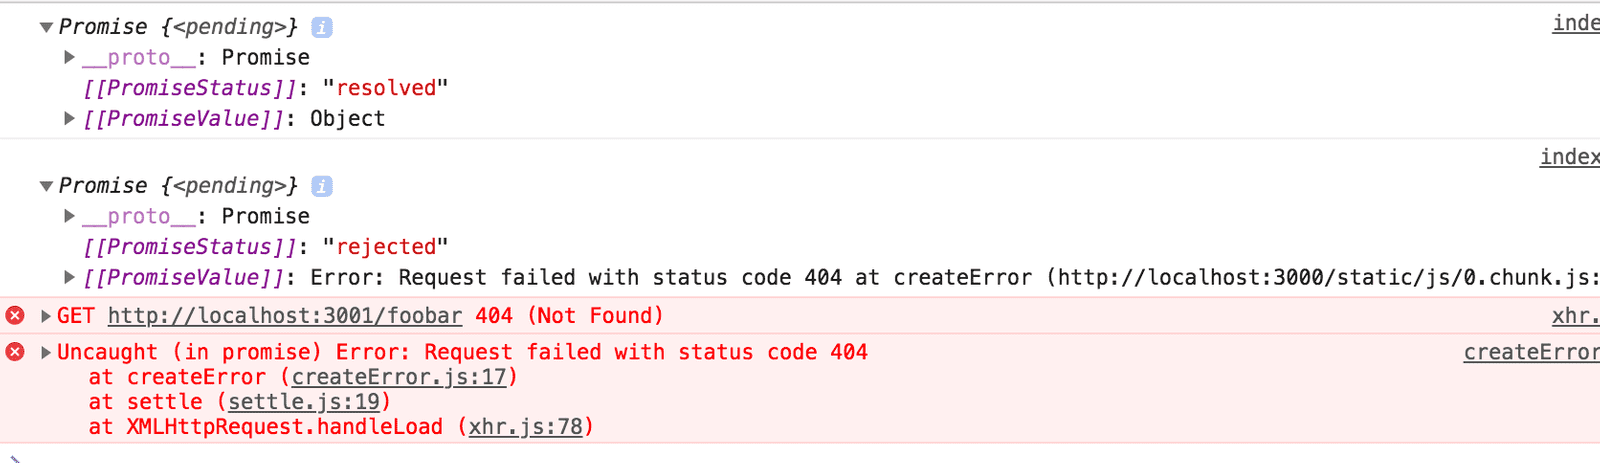 ▼Promise {<pending>} i inde
▶__proto__: Promise
[[PromiseStatus]]: "resolved"
▶[[PromiseValue]]: Object
index
▼Promise {<pending>} i
▶__proto__: Promise
[[PromiseStatus]]: "rejected"
▶[[PromiseValue]]: Error: Request failed with status code 404 at createError (http://localhost:3000/static/js/0.chunk.js:
▶GET http://localhost:3001/foobar 404 (Not Found) xhr.
▶Uncaught (in promise) Error: Request failed with status code 404 createError
at createError (createError.js:17)
at settle (settle.js:19)
at XMLHttpRequest.handleLoad (xhr.js:78)